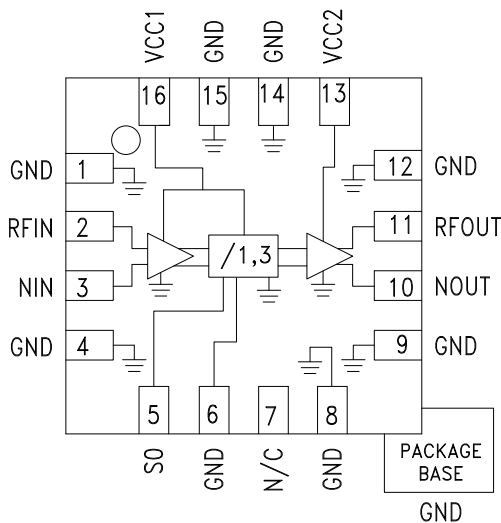 VCC1
GND
GND
VCC2
16
15
14
13
GND
1
12
GND
RFIN
2
11
RFOUT
/1,3
NIN
3
10
NOUT
GND
4
9
GND
5
6
7
8
S0
GND
N/C
GND
PACKAGE
BASE
GND